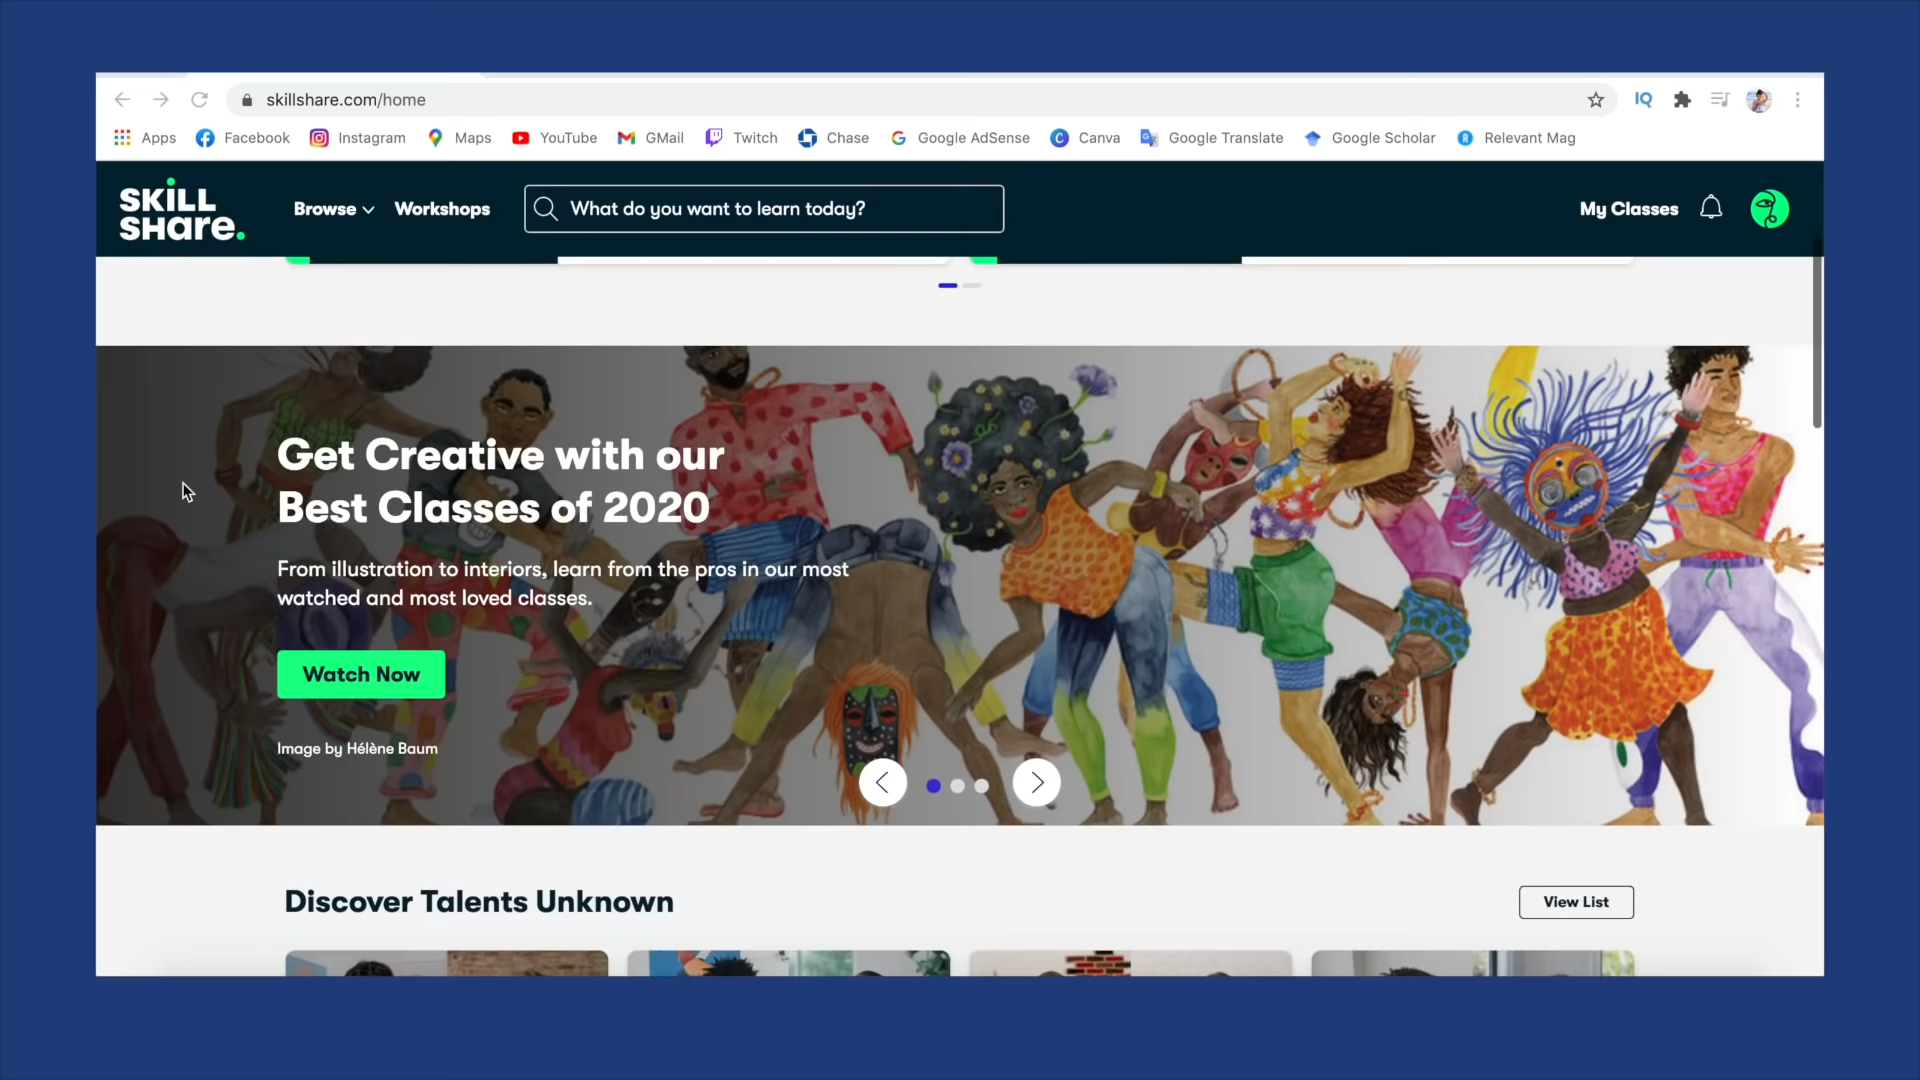 skillshare.com/home
IQ
Apps Facebook Instagram Maps YouTube GMail Twitch Chase Google AdSense Canva Google Translate Google Scholar Relevant Mag
SKiLL
SHare.
Browse Workshops What do you want to learn today? My Classes
Get Creative with our
Best Classes of 2020
From illustration to interiors, learn from the pros in our most
watched and most loved classes.
Watch Now
Image by Hélène Baum
Discover Talents Unknown
View List